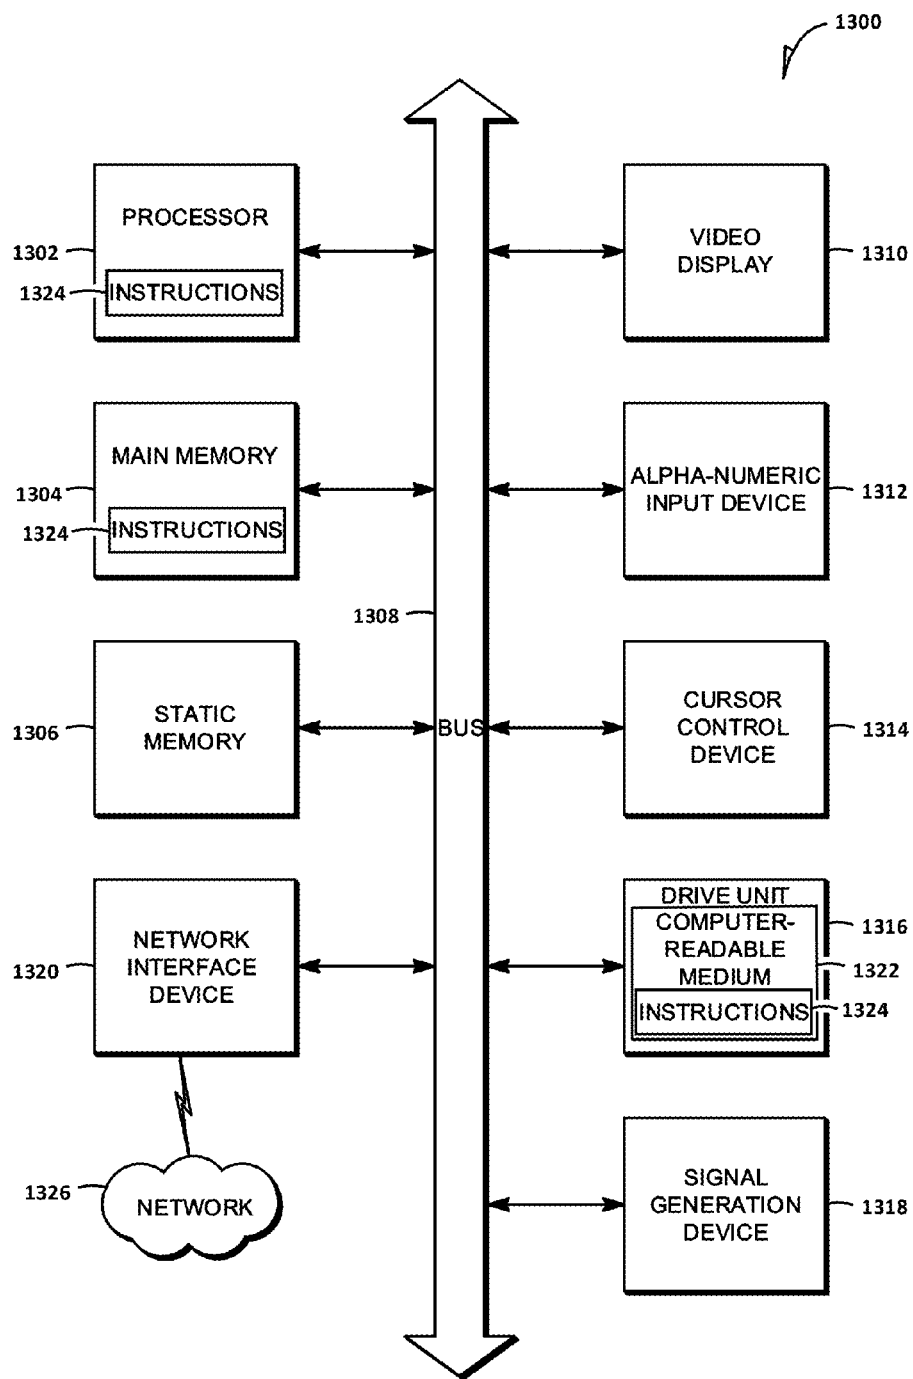 1300
PROCESSOR
1302
1324
INSTRUCTIONS
VIDEO
DISPLAY
1310
MAIN MEMORY
1304
1324
INSTRUCTIONS
ALPHA-NUMERIC
INPUT DEVICE
1312
1308
STATIC
MEMORY
1306
BUS
CURSOR
CONTROL
DEVICE
1314
NETWORK
INTERFACE
DEVICE
1320
DRIVE UNIT
COMPUTER-
READABLE
MEDIUM
INSTRUCTIONS
1316
1322
1324
1326
NETWORK
SIGNAL
GENERATION
DEVICE
1318